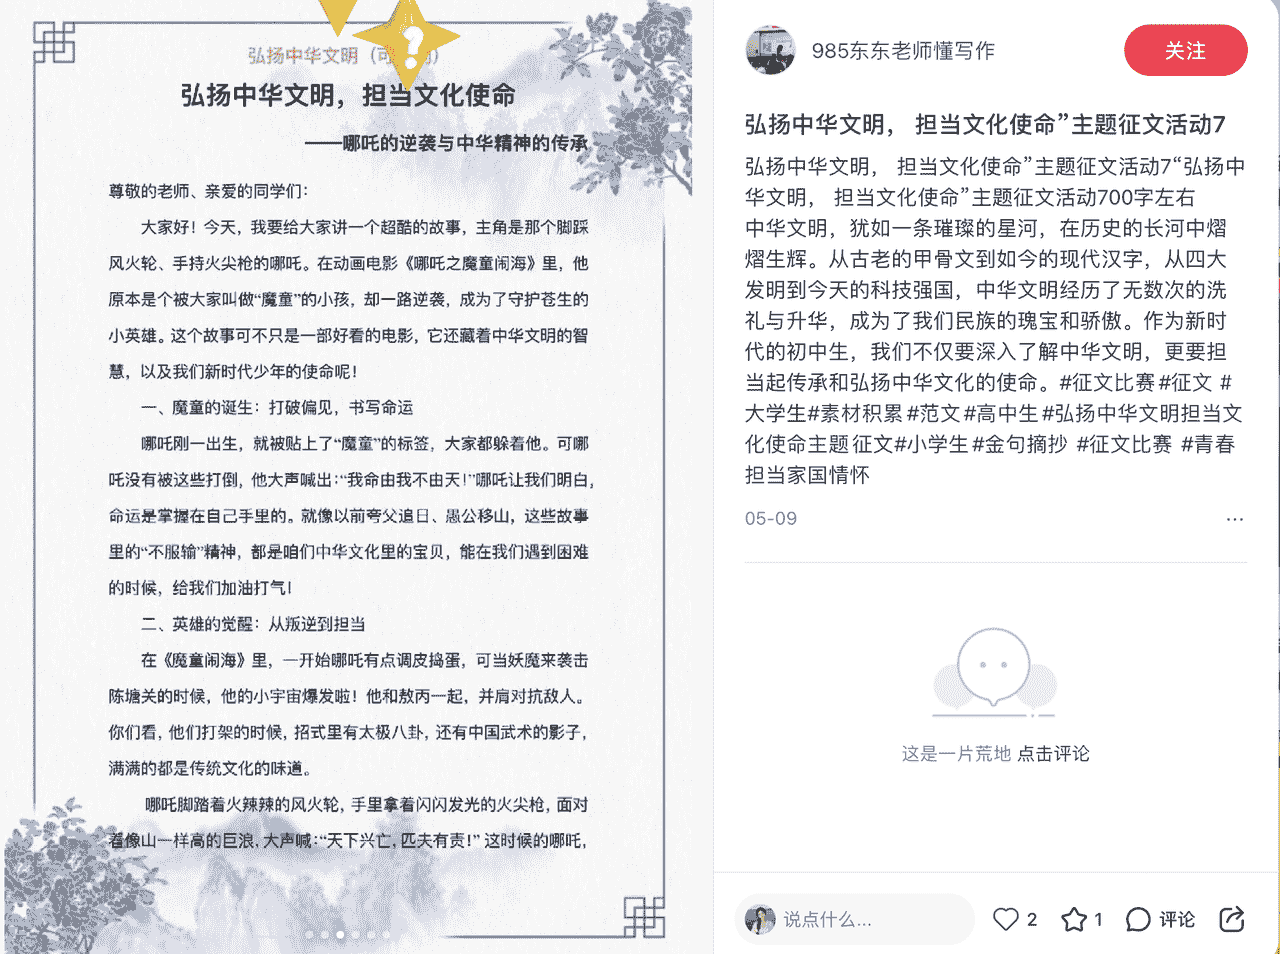 弘扬中华文明（可
弘扬中华文明，担当文化使命
——哪吒的逆袭与中华精神的传承
尊敬的老师、亲爱的同学们：
大家好！今天，我要给大家讲一个超酷的故事，主角是那个脚踩
风火轮、手持火尖枪的哪吒。在动画电影《哪吒之魔童闹海》里，他
原本是个被大家叫做“魔童”的小孩，却一路逆袭，成为了守护苍生的
小英雄。这个故事可不只是一部好看的电影，它还藏着中华文明的智
慧，以及我们新时代少年的使命呢！
一、魔童的诞生：打破偏见，书写命运
哪吒刚一出生，就被贴上了“魔童”的标签，大家都躲着他。可哪
吒没有被这些打倒，他大声喊出：“我命由我不由天！”哪吒让我们明白，
命运是掌握在自己手里的。就像以前夸父追日、愚公移山，这些故事
里的“不服输”精神，都是咱们中华文化里的宝贝，能在我们遇到困难
的时候，给我们加油打气！
二、英雄的觉醒：从叛逆到担当
在《魔童闹海》里，一开始哪吒有点调皮捣蛋，可当妖魔来袭击
陈塘关的时候，他的小宇宙爆发啦！他和敖丙一起，并肩对抗敌人。
你们看，他们打架的时候，招式里有太极八卦，还有中国武术的影子，
满满的都是传统文化的味道。
哪吒脚踏着火辣辣的风火轮，手里拿着闪闪发光的火尖枪，面对
着像山一样高的巨浪，大声喊：“天下兴亡，匹夫有责！”这时候的哪吒，
985东东老师懂写作
关注
弘扬中华文明， 担当文化使命”主题征文活动7
弘扬中华文明， 担当文化使命”主题征文活动7“弘扬中
华文明， 担当文化使命”主题征文活动700字左右
中华文明，犹如一条璀璨的星河，在历史的长河中熠
熠生辉。从古老的甲骨文到如今的现代汉字，从四大
发明到今天的科技强国，中华文明经历了无数次的洗
礼与升华，成为了我们民族的瑰宝和骄傲。作为新时
代的初中生，我们不仅要深入了解中华文明，更要担
当起传承和弘扬中华文化的使命。#征文比赛#征文 #
大学生#素材积累#范文#高中生#弘扬中华文明担当文
化使命主题征文#小学生#金句摘抄 #征文比赛 #青春
担当家国情怀
05-09
这是一片荒地 点击评论
说点什么...
2
1
评论